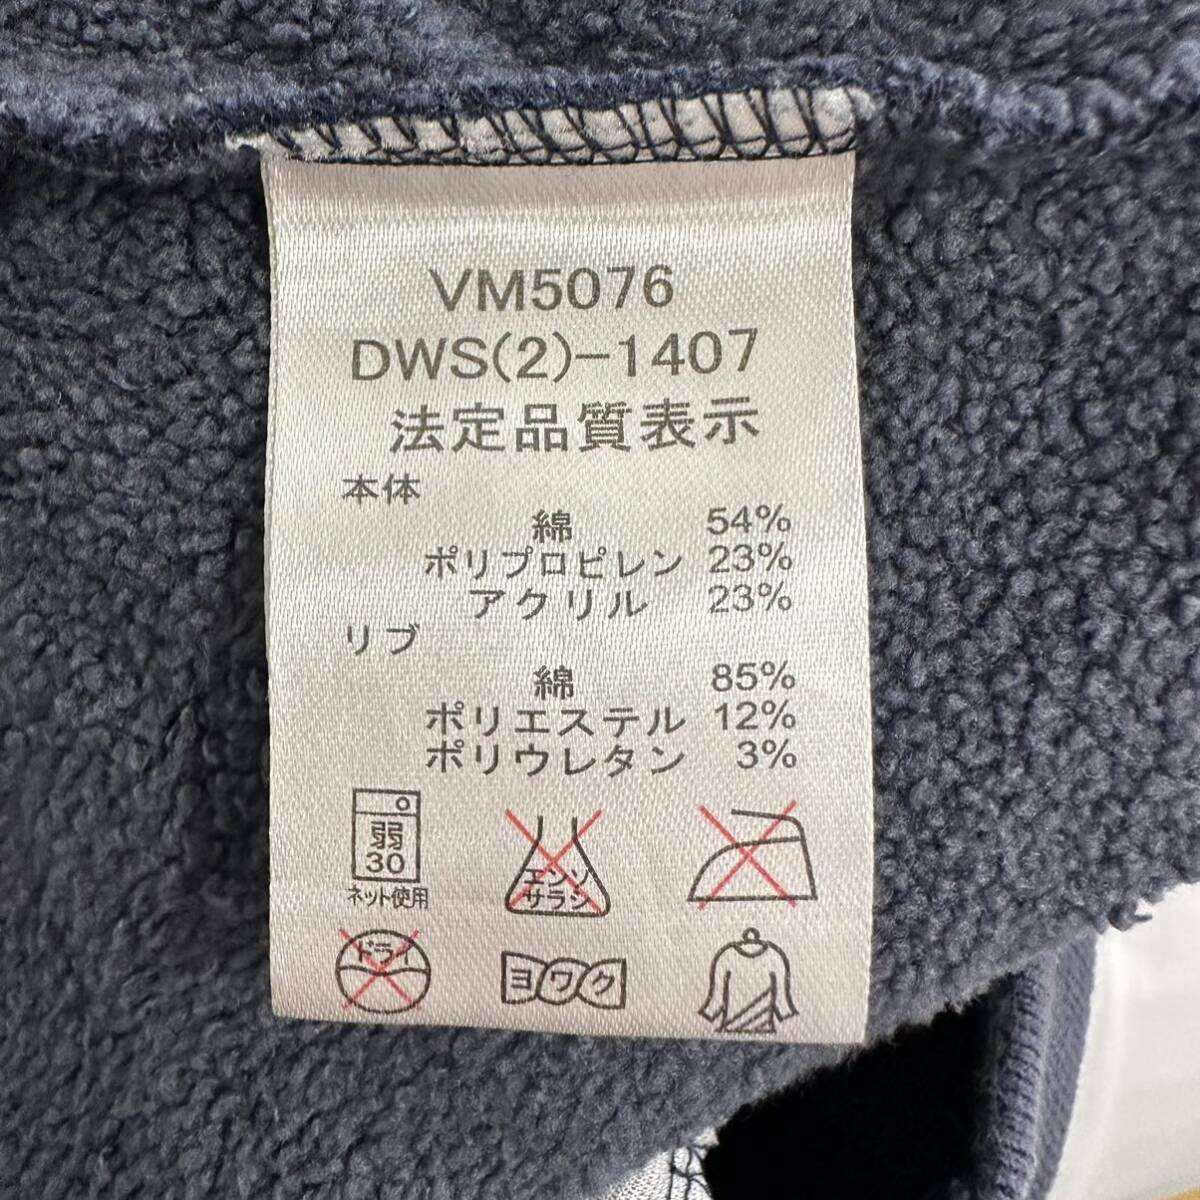 VM5076
DWS(2)-1407
法定品質表示
本体
綿 54%
ポリプロピレン 23%
アクリル 23%
リブ
綿 85%
ポリエステル 12%
ポリウレタン 3%
弱
30
ネット使用
エンソ
サラシ
ドライ
ヨワク